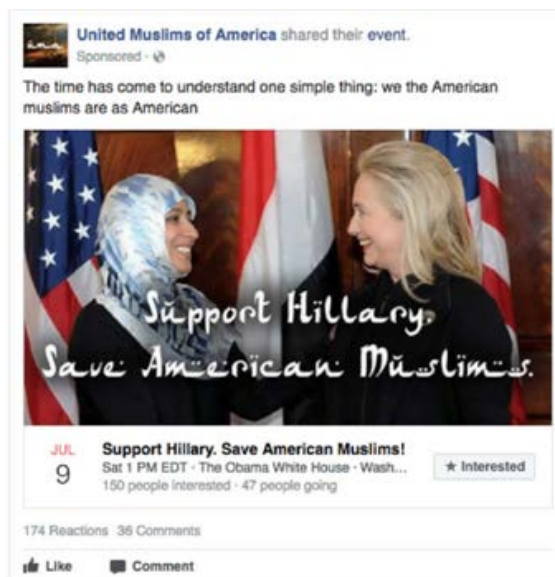 United Muslims of America shared their event.
Sponsored ·
The time has come to understand one simple thing: we the American
muslims are as American
Support Hillary.
Save American Muslims.
JUL
9
Support Hillary. Save American Muslims!
Sat 1 PM EDT · The Obama White House · Wash...
150 people interested · 47 people going
★ Interested
174 Reactions 36 Comments
Like Comment